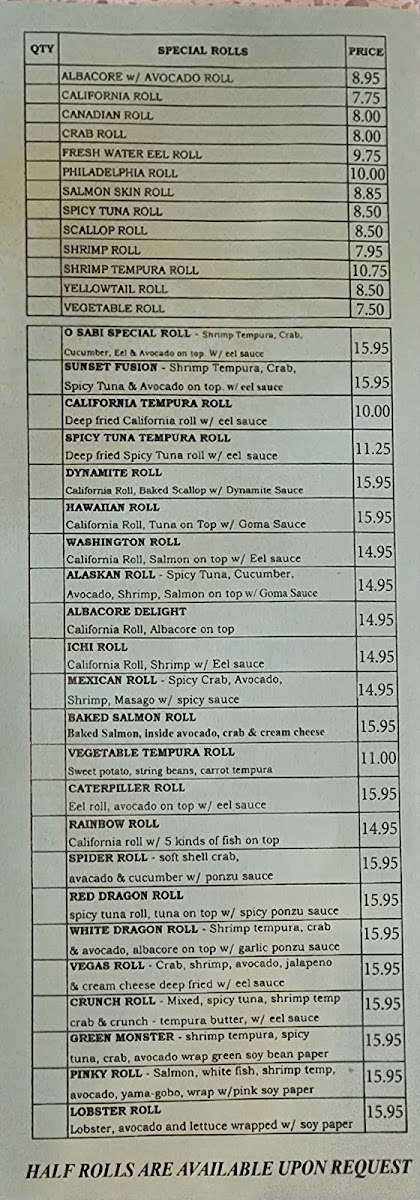 QTY SPECIAL ROLLS PRICE
ALBACORE w/ AVOCADO ROLL 8.95
CALIFORNIA ROLL 7.75
CANADIAN ROLL 8.00
CRAB ROLL 8.00
FRESH WATER EEL ROLL 9.75
PHILADELPHIA ROLL 10.00
SALMON SKIN ROLL 8.85
SPICY TUNA ROLL 8.50
SCALLOP ROLL 8.50
SHRIMP ROLL 7.95
SHRIMP TEMPURA ROLL 10.75
YELLOWTAIL ROLL 8.50
VEGETABLE ROLL 7.50
O SABI SPECIAL ROLL - Shrimp Tempura, Crab,
Cucumber, Eel & Avocado on top. W/ eel sauce 15.95
SUNSET FUSION - Shrimp Tempura, Crab,
Spicy Tuna & Avocado on top. w/ eel sauce 15.95
CALIFORNIA TEMPURA ROLL
Deep fried California roll w/ eel sauce 10.00
SPICY TUNA TEMPURA ROLL
Deep fried Spicy Tuna roll w/ eel sauce 11.25
DYNAMITE ROLL
California Roll, Baked Scallop w/ Dynamite Sauce 15.95
HAWAIIAN ROLL
California Roll, Tuna on Top w/ Goma Sauce 15.95
WASHINGTON ROLL
California Roll, Salmon on top w/ Eel sauce 14.95
ALASKAN ROLL - Spicy Tuna, Cucumber,
Avocado, Shrimp, Salmon on top w/ Goma Sauce 14.95
ALBACORE DELIGHT
California Roll, Albacore on top 14.95
ICHI ROLL
California Roll, Shrimp w/ Eel sauce 14.95
MEXICAN ROLL - Spicy Crab, Avocado,
Shrimp, Masago w/ spicy sauce 14.95
BAKED SALMON ROLL
Baked Salmon, inside avocado, crab & cream cheese 15.95
VEGETABLE TEMPURA ROLL
Sweet potato, string beans, carrot tempura 11.00
CATERPILLER ROLL
Eel roll, avocado on top w/ eel sauce 15.95
RAINBOW ROLL
California roll w/ 5 kinds of fish on top 14.95
SPIDER ROLL - soft shell crab,
avacado & cucumber w/ ponzu sauce 15.95
RED DRAGON ROLL
spicy tuna roll, tuna on top w/ spicy ponzu sauce 15.95
WHITE DRAGON ROLL - Shrimp tempura, crab
& avocado, albacore on top w/ garlic ponzu sauce 15.95
VEGAS ROLL - Crab, shrimp, avocado, jalapeno
& cream cheese deep fried w/ eel sauce 15.95
CRUNCH ROLL - Mixed, spicy tuna, shrimp temp
crab & crunch - tempura butter, w/ eel sauce 15.95
GREEN MONSTER - shrimp tempura, spicy
tuna, crab, avocado wrap green soy bean paper 15.95
PINKY ROLL - Salmon, white fish, shrimp temp,
avocado, yama-gobo, wrap w/pink soy paper 15.95
LOBSTER ROLL
Lobster, avocado and lettuce wrapped w/ soy paper 15.95
HALF ROLLS ARE AVAILABLE UPON REQUEST